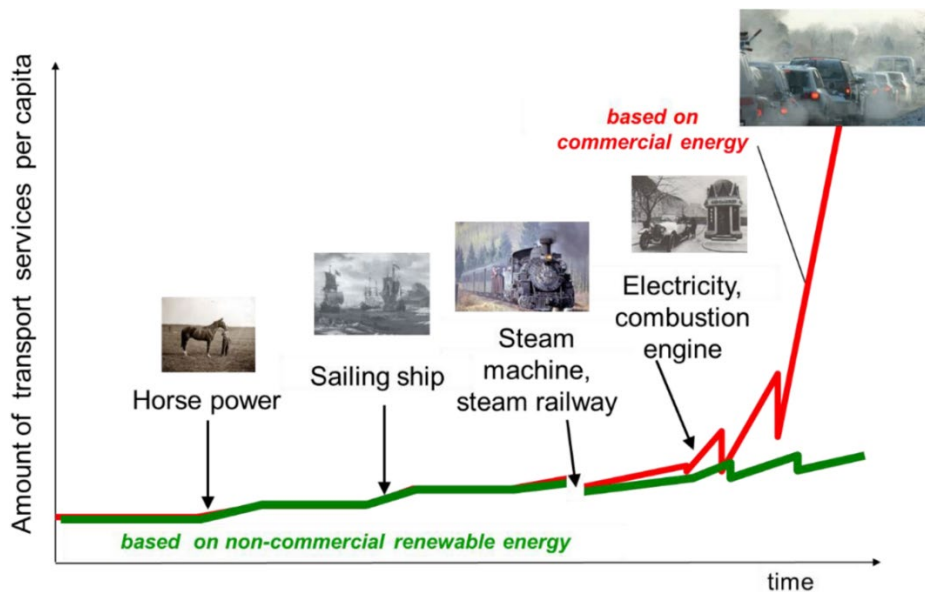 Amount of transport services per capita
based on
commercial energy
Electricity,
combustion
engine
Steam
machine,
steam railway
Sailing ship
Horse power
based on non-commercial renewable energy
time